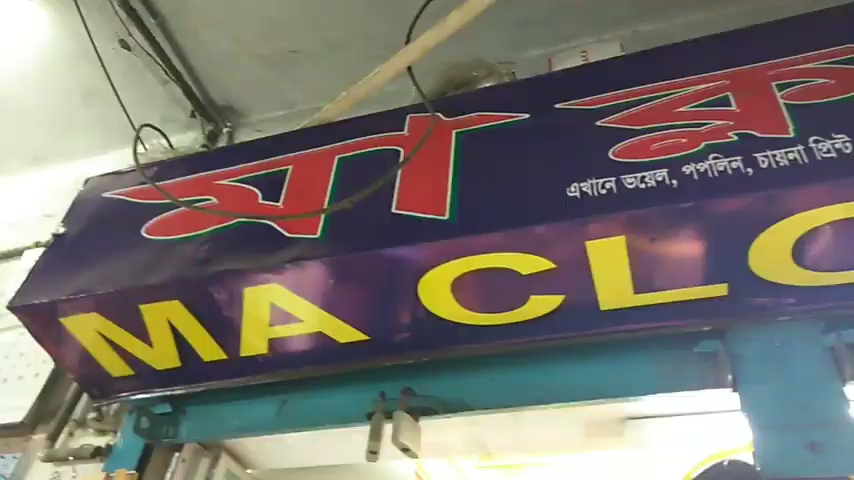 মা ক্ল
এখানে ভয়েল, পপলিন, চায়না প্রিন্ট
MA CLO